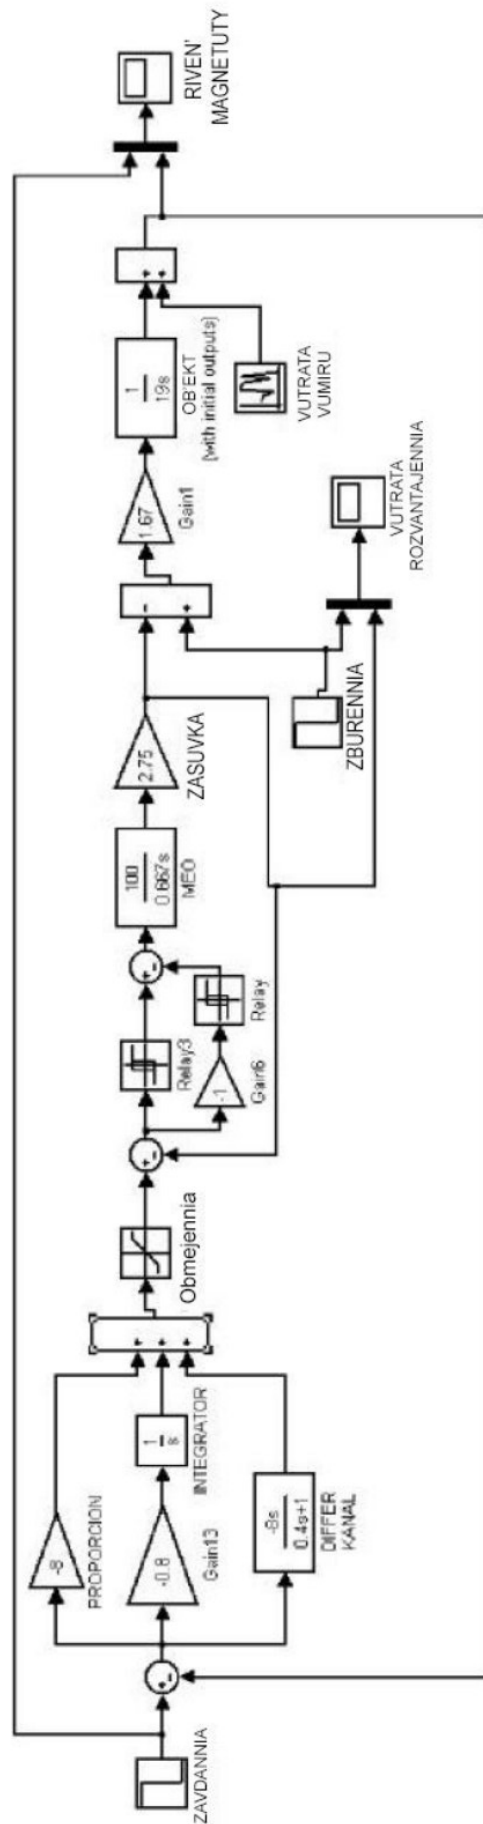 ZAVDANNIA
-8
PROPORCION
-0.8
Gain13
1
s
INTEGRATOR
-8s
0.4s+1
DIFFER
KANAL
Obmejennia
Relay3
-1
Gain6
Relay
100
0.667s
MEO
2.75
ZASUVKA
ZBURENNIA
1.67
Gain1
1
19s
OB'EKT
(with initial outputs)
VUTRATA
VUMIRU
VUTRATA
ROZVANTAJENNIA
RIVEN'
MAGNETUTY